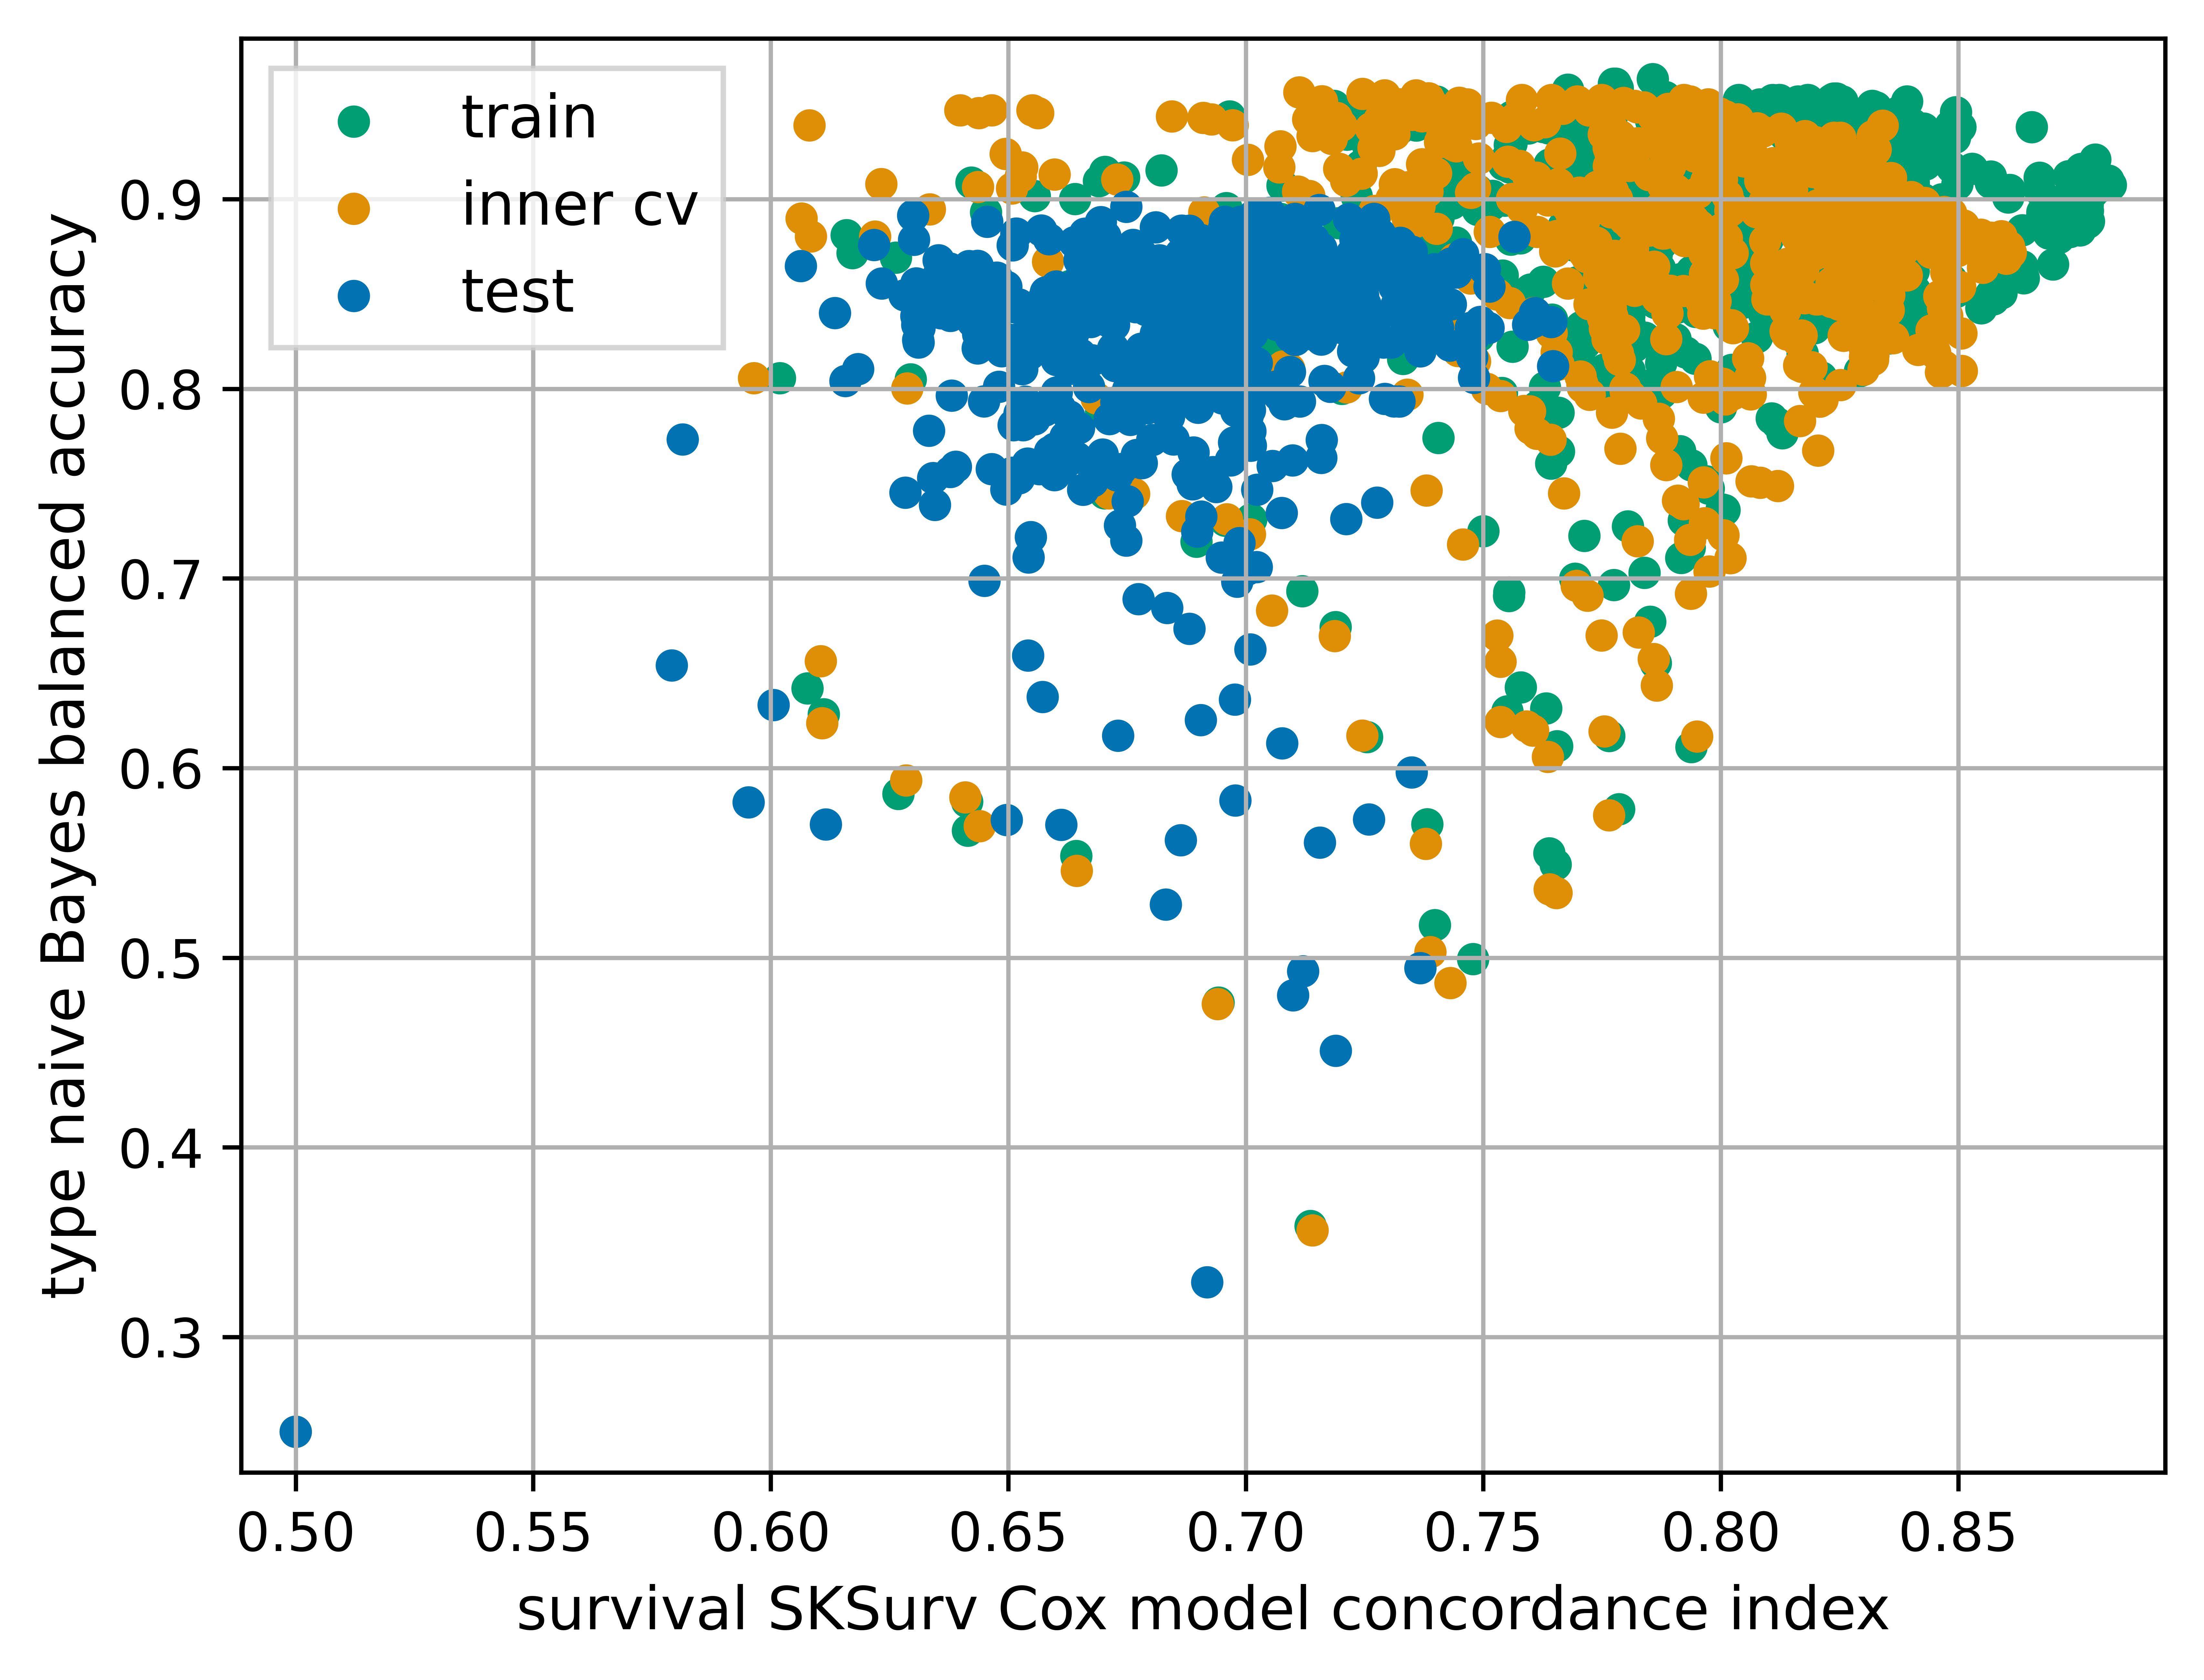 train
inner cv
test
type naive Bayes balanced accuracy
0.9
0.8
0.7
0.6
0.5
0.4
0.3
0.50 0.55 0.60 0.65 0.70 0.75 0.80 0.85
survival SKSurv Cox model concordance index